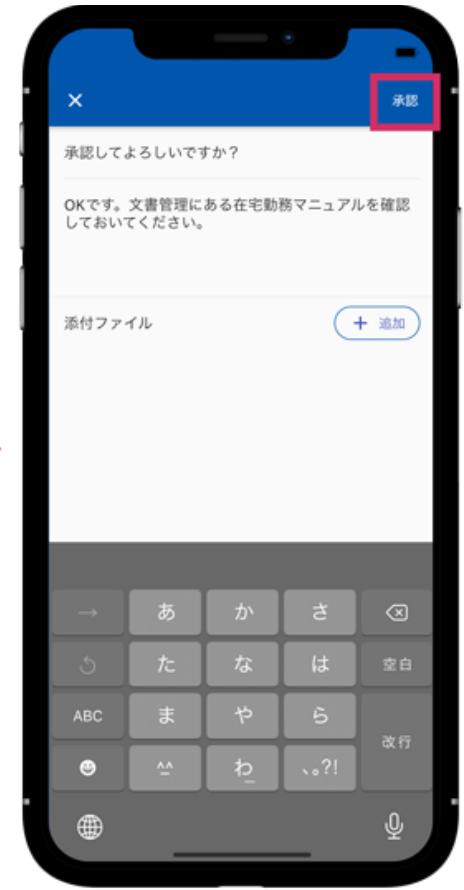 承認
承認してよろしいですか?
OKです。文書管理にある在宅勤務マニュアルを確認
しておいてください。
添付ファイル
+ 追加
→ あ か さ
た な は 空白
ABC ま や ら
改行
^^ わ_ 、。?!